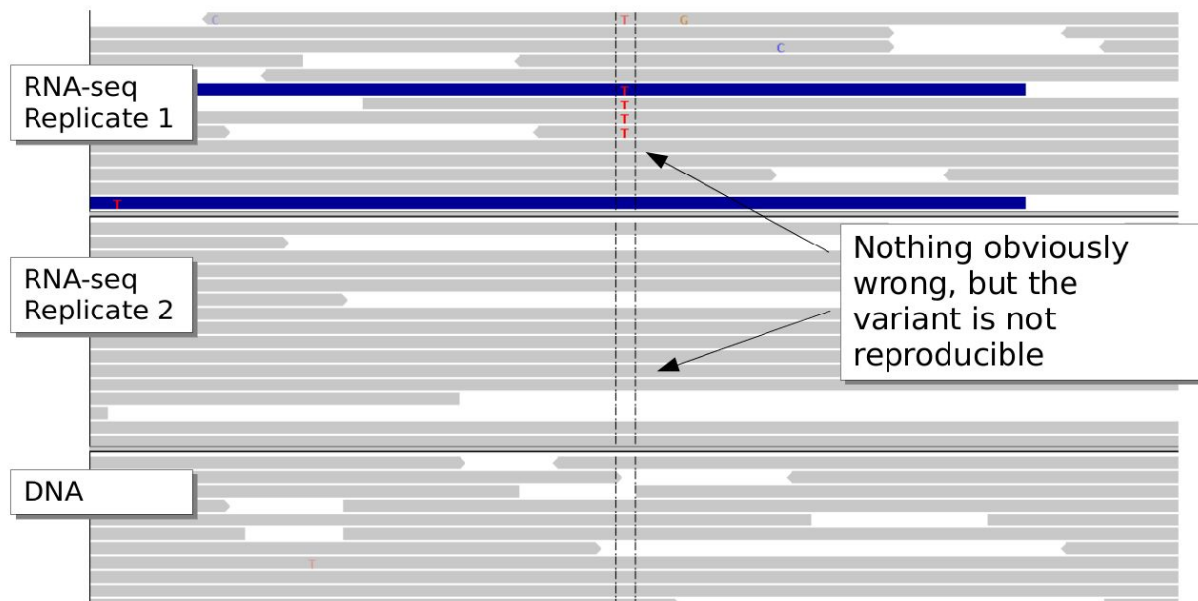 C T G
C
RNA-seq
Replicate 1
T
T
T
T
T
RNA-seq
Replicate 2
Nothing obviously
wrong, but the
variant is not
reproducible
DNA
T